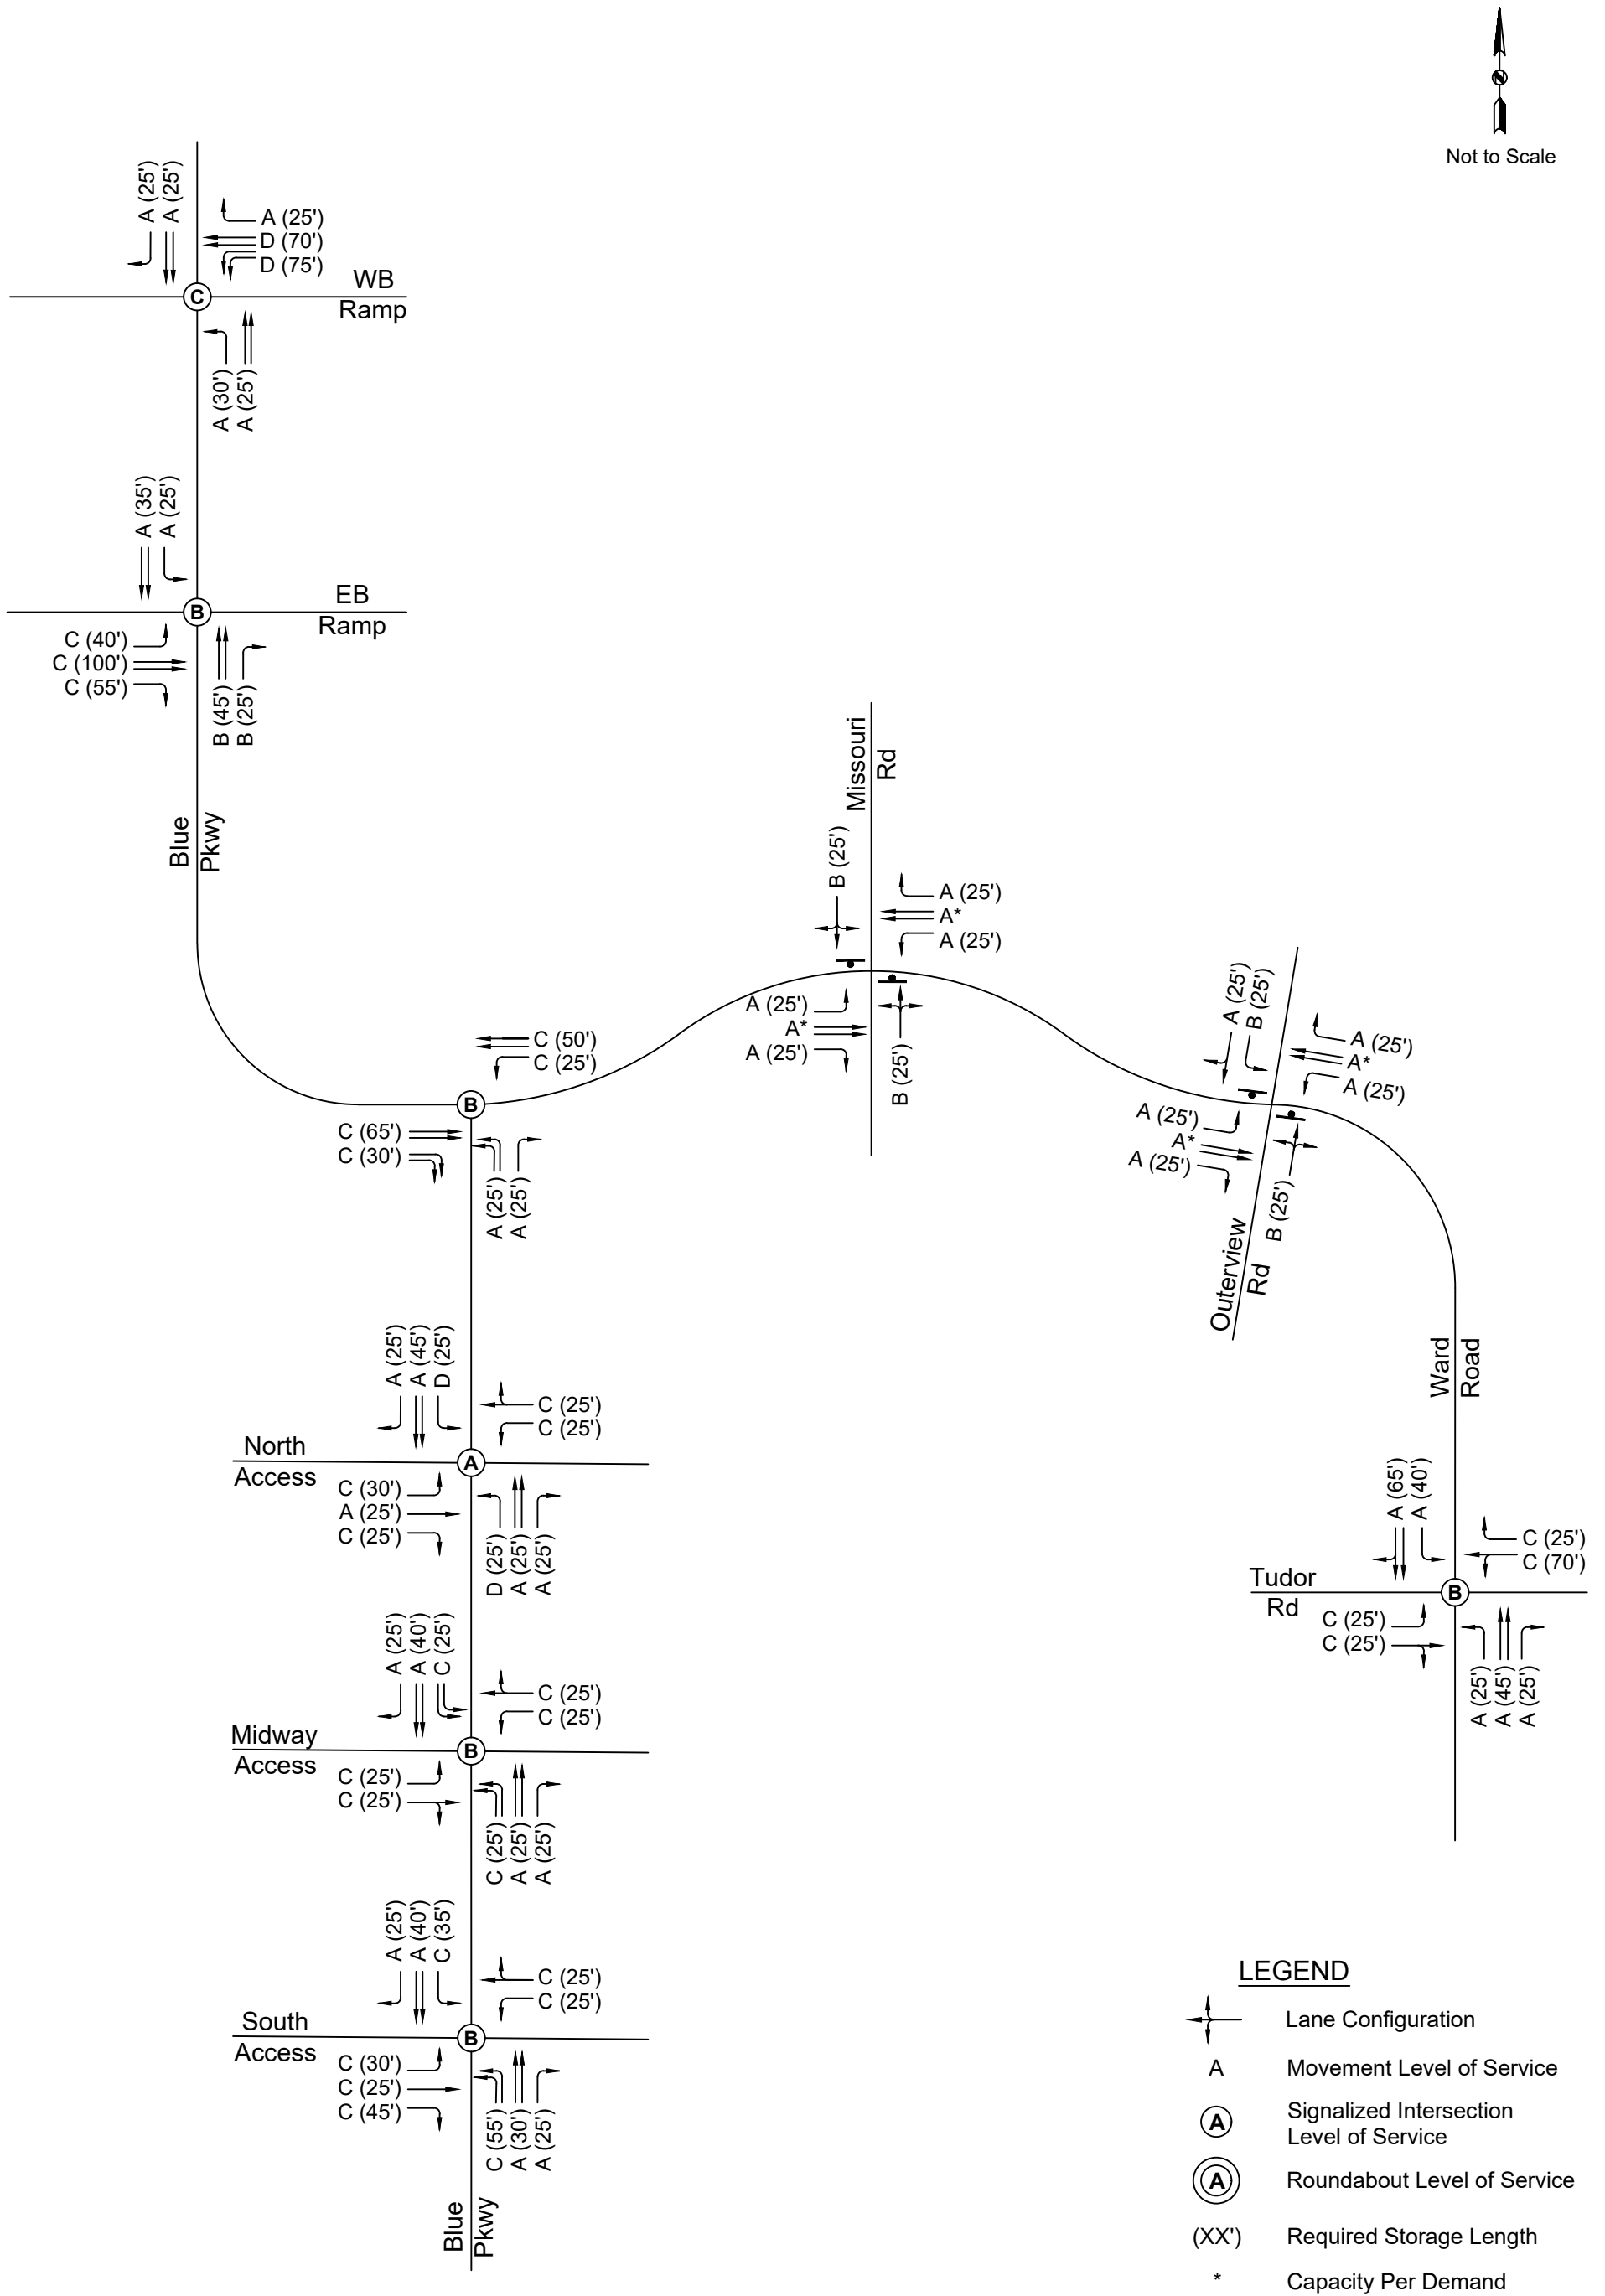 Not to Scale
A (25')
A (25')
A (25')
D (70')
D (75')
WB
Ramp
C
A (30')
A (25')
A (35')
A (25')
EB
Ramp
B
C (40')
C (100')
C (55')
B (45')
B (25')
Blue
Pkwy
Missouri
Rd
B (25')
A (25')
A*
A (25')
A (25')
A*
A (25')
B (25')
A (25')
B (25')
A (25')
A*
A (25')
A (25')
A*
A (25')
B (25')
Outerview
Rd
C (50')
C (25')
B
C (65')
C (30')
A (25')
A (25')
Ward
Road
A (25')
A (45')
D (25')
C (25')
C (25')
North
Access
A
C (30')
A (25')
C (25')
D (25')
A (25')
A (25')
A (65')
A (40')
C (25')
C (70')
Tudor
Rd
B
C (25')
C (25')
A (25')
A (45')
A (25')
A (25')
A (40')
C (25')
C (25')
C (25')
Midway
Access
B
C (25')
C (25')
C (25')
A (25')
A (25')
A (25')
A (40')
C (35')
C (25')
C (25')
South
Access
B
C (30')
C (25')
C (45')
C (55')
A (30')
A (25')
Blue
Pkwy
LEGEND
Lane Configuration
A Movement Level of Service
A Signalized Intersection
Level of Service
A Roundabout Level of Service
(XX') Required Storage Length
* Capacity Per Demand